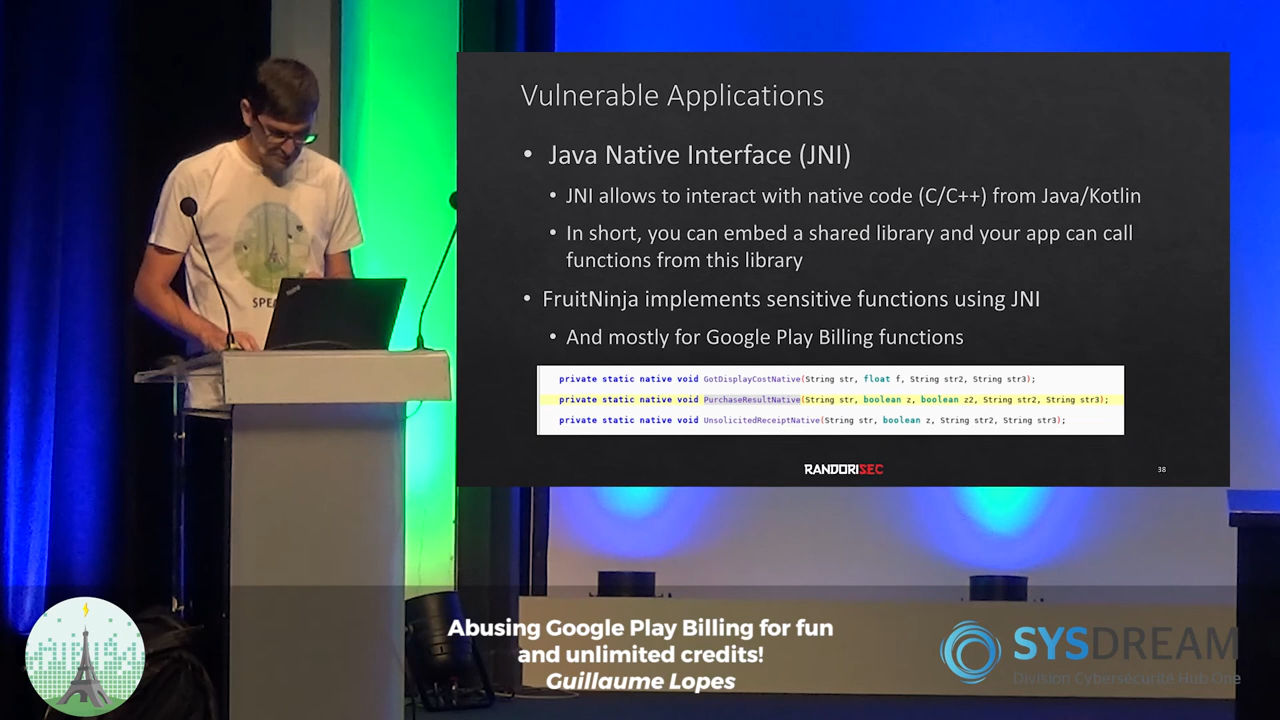 Vulnerable Applications
• Java Native Interface (JNI)
• JNI allows to interact with native code (C/C++) from Java/Kotlin
• In short, you can embed a shared library and your app can call
functions from this library
• FruitNinja implements sensitive functions using JNI
• And mostly for Google Play Billing functions
private static native void GotDisplayCostNative(String str, float f, String str2, String str3);
private static native void PurchaseResultNative(String str, boolean z, boolean z2, String str2, String str3);
private static native void UnsolicitedReceiptNative(String str, boolean z, String str2, String str3);
RANDORISEC
38
Abusing Google Play Billing for fun
and unlimited credits!
Guillaume Lopes
SYSDREAM
Division Cybersécurité Hub One